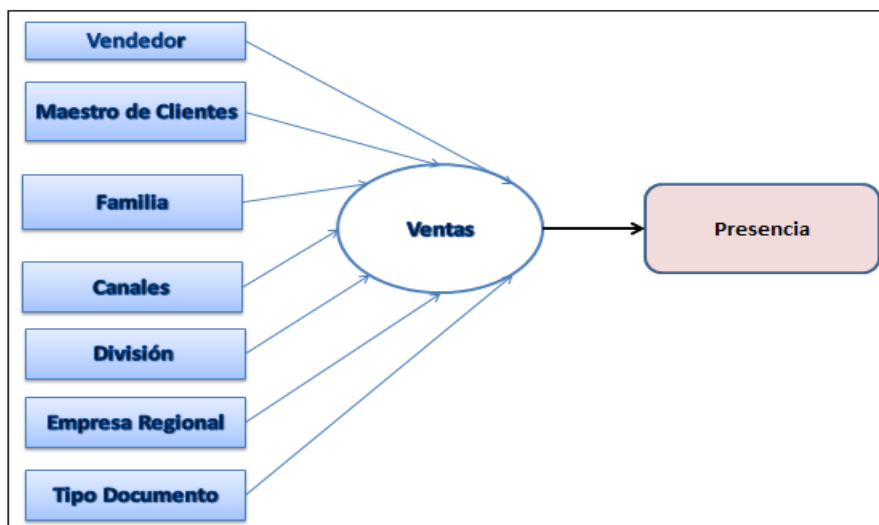 Vendedor
Maestro de Clientes
Familia
Canales
División
Empresa Regional
Tipo Documento
Ventas
Presencia